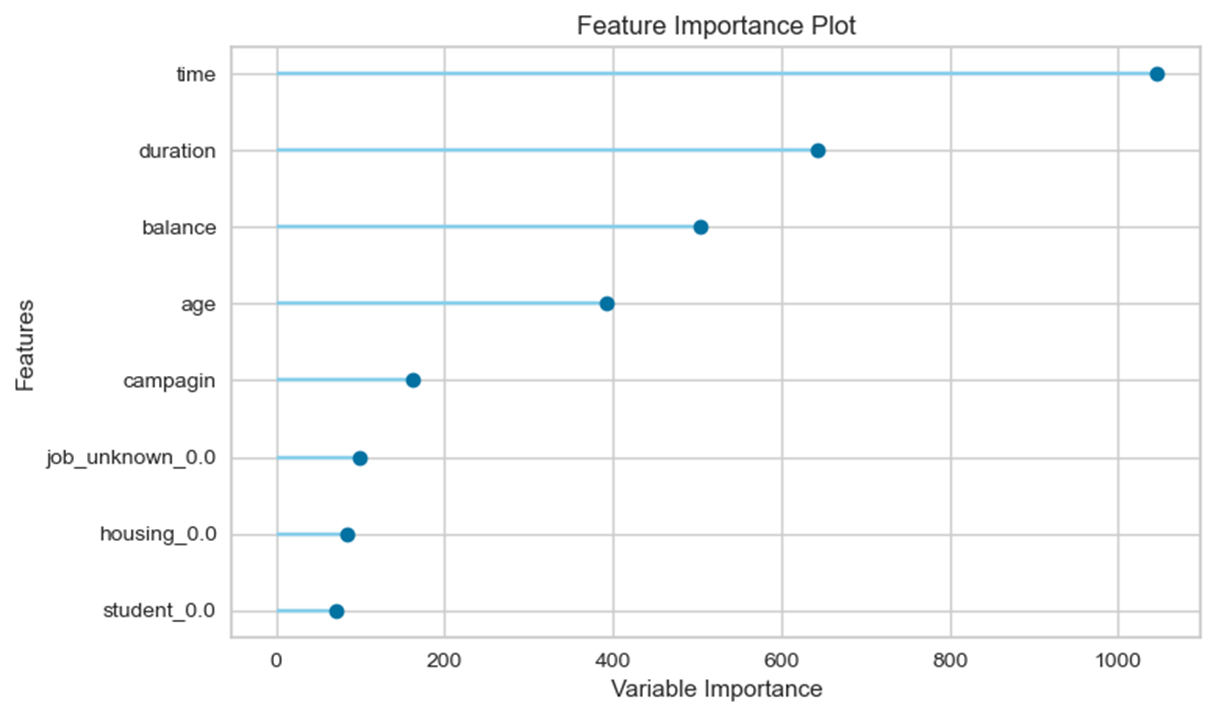 Feature Importance Plot
Features
time
duration
balance
age
campagin
job_unknown_0.0
housing_0.0
student_0.0
0 200 400 600 800 1000
Variable Importance